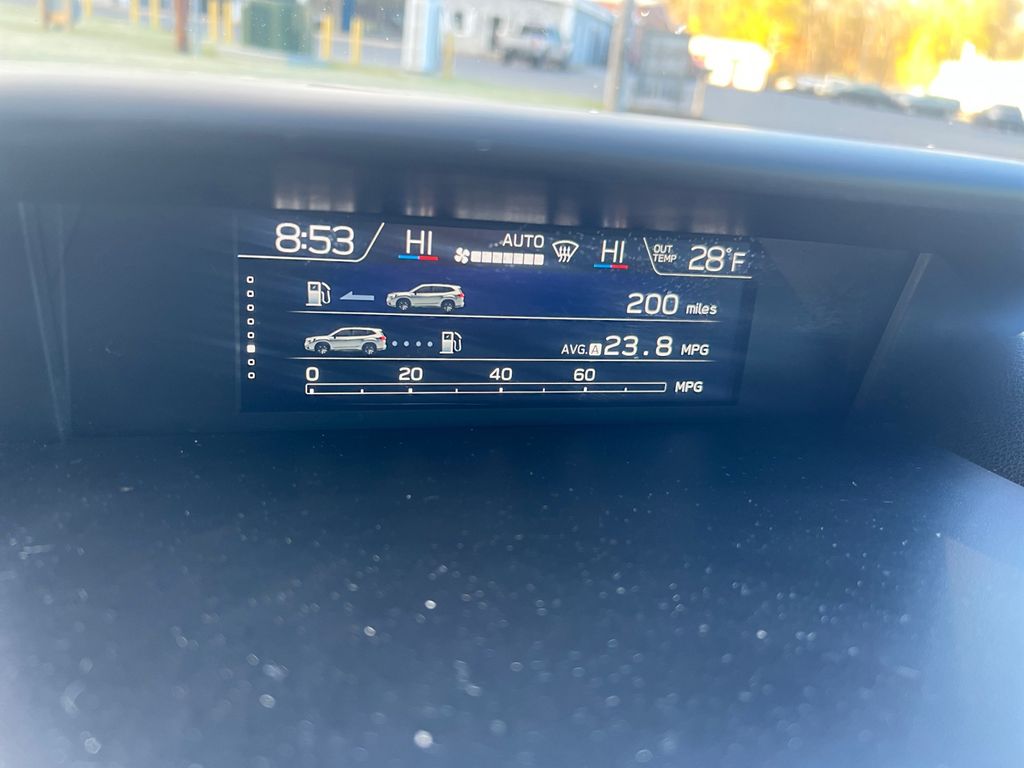 8:53 HI AUTO HI OUT TEMP 28°F
200 miles
AVG. A 23.8 MPG
0 20 40 60
MPG